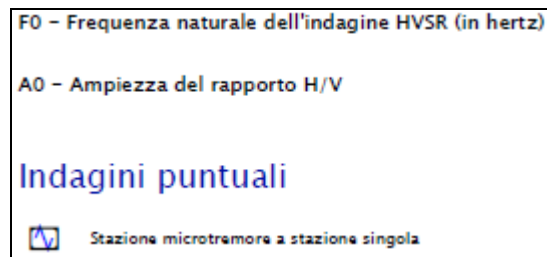 F0 - Frequenza naturale dell'indagine HVSR (in hertz)
A0 - Ampiezza del rapporto H/V
Indagini puntuali
Stazione microtremore a stazione singola